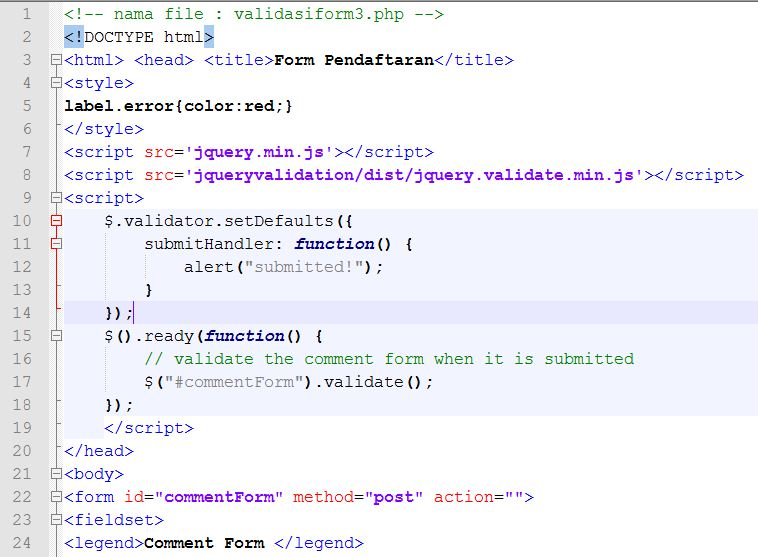 1 <!-- nama file : validasiform3.php -->
2 <!DOCTYPE html>
3 <html> <head> <title>Form Pendaftaran</title>
4 <style>
5 label.error{color:red;}
6 </style>
7 <script src='jquery.min.js'></script>
8 <script src='jqueryvalidation/dist/jquery.validate.min.js'></script>
9 <script>
10     $.validator.setDefaults({
11         submitHandler: function() {
12             alert("submitted!");
13         }
14     });
15     $().ready(function() {
16         // validate the comment form when it is submitted
17         $("#commentForm").validate();
18     });
19     </script>
20 </head>
21 <body>
22 <form id="commentForm" method="post" action="">
23 <fieldset>
24 <legend>Comment Form </legend>